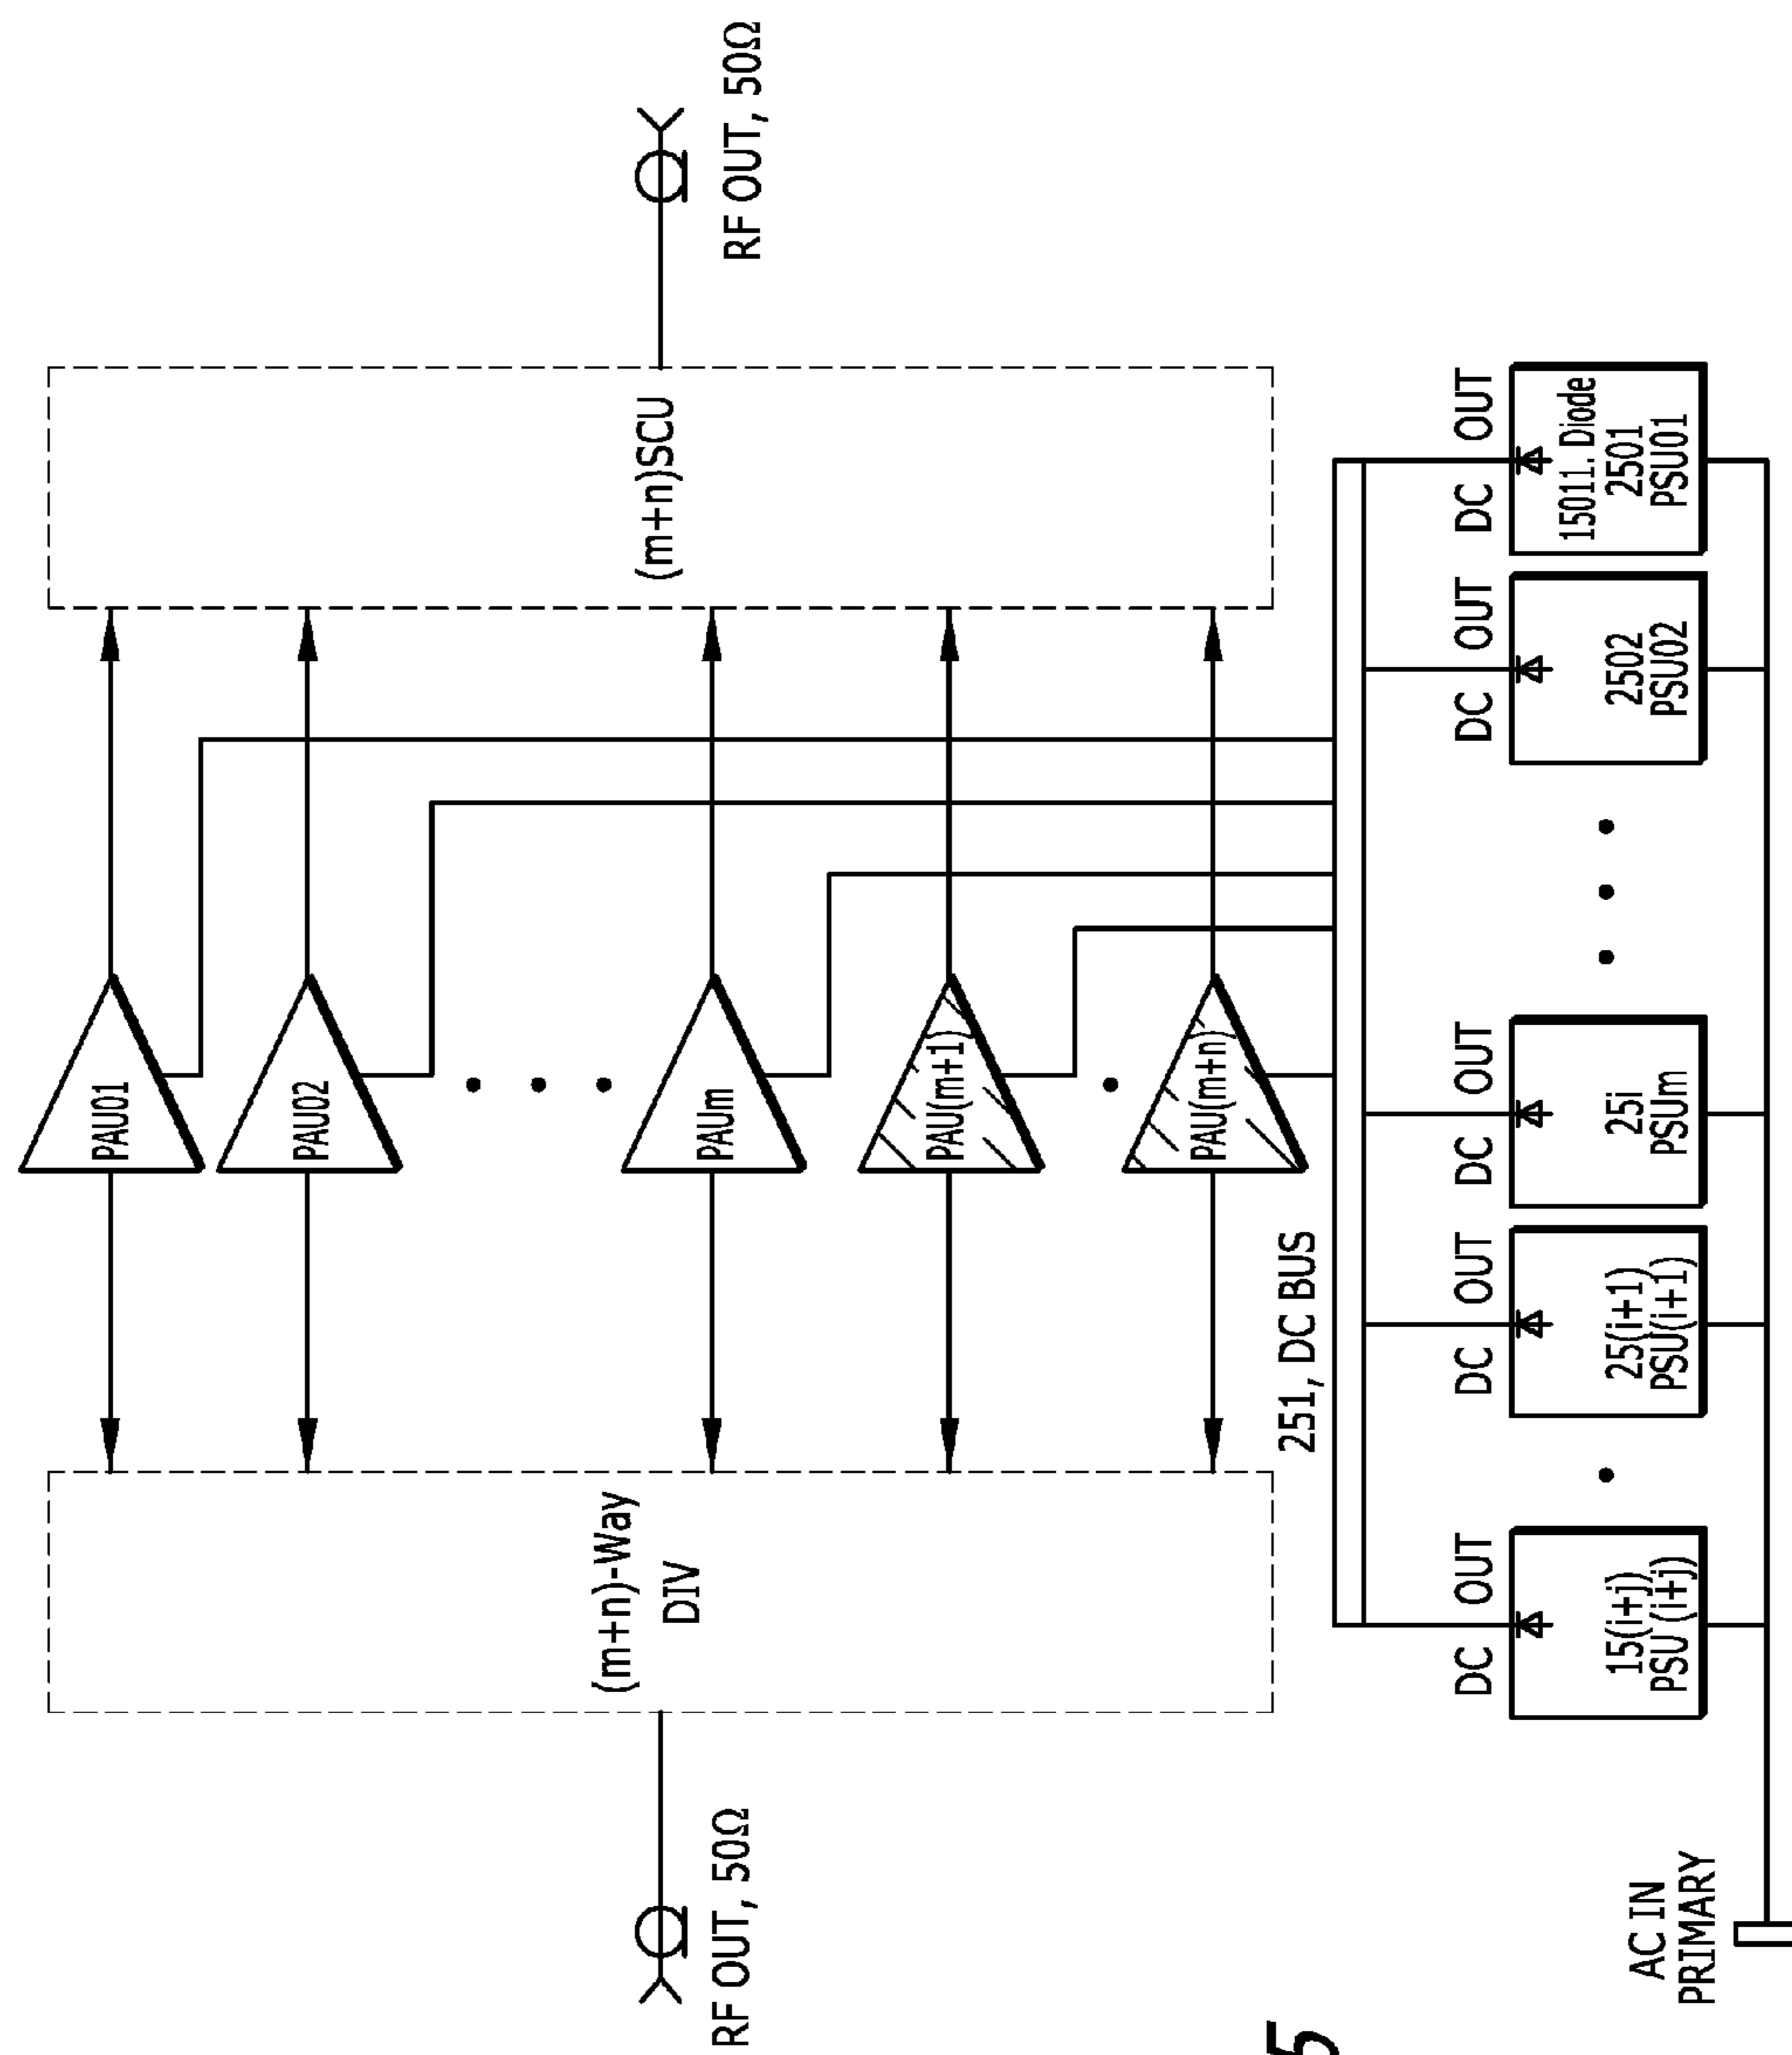 RF OUT, 50Ω
(m+n)-Way
DIV
PAU01
PAU02
PAUm
PAU(m+1)
PAU(m+n)
(m+n)SCU
RF OUT, 50Ω
251, DC BUS
DC OUT
DC OUT
DC OUT
DC OUT
DC OUT
15(i+j)
PSU (i+j)
25(i+1)
PSU(i+1)
25i
PSUm
2502
PSU02
15011. Diode
2501
PSU01
AC IN
PRIMARY
5